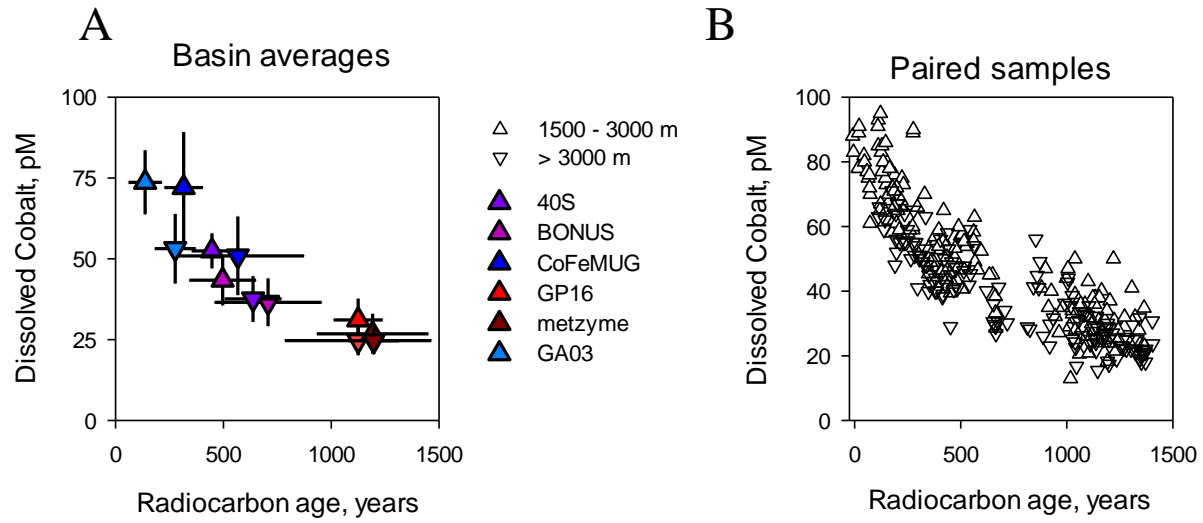 A
Basin averages
Dissolved Cobalt, pM
100
75
50
25
0
0 500 1000 1500
Radiocarbon age, years
1500 - 3000 m
> 3000 m
40S
BONUS
CoFeMUG
GP16
metzyme
GA03
B
Paired samples
Dissolved Cobalt, pM
100
80
60
40
20
0
0 500 1000 1500
Radiocarbon age, years